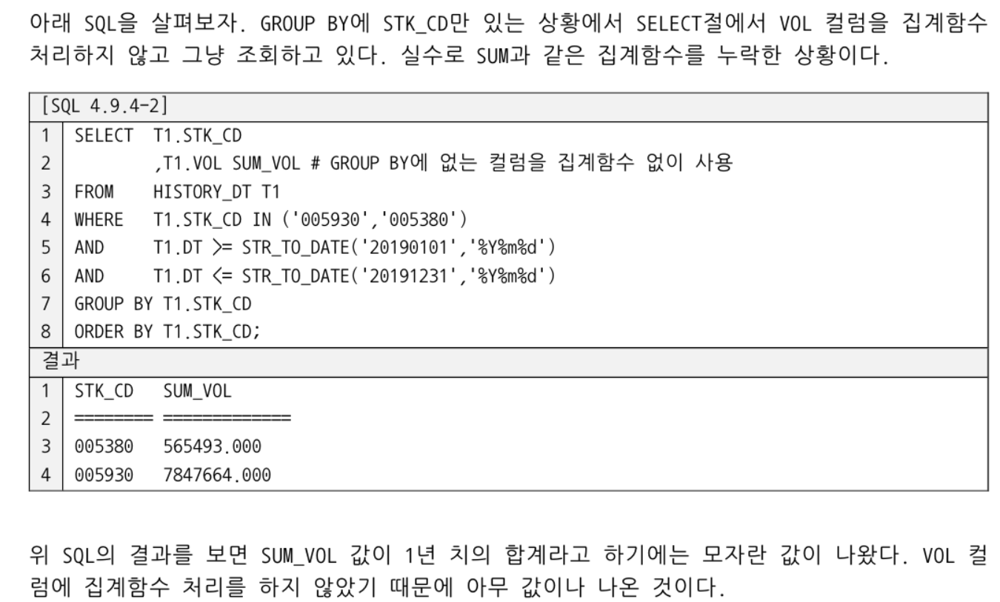 아래 SQL을 살펴보자. GROUP BY에 STK_CD만 있는 상황에서 SELECT절에서 VOL 컬럼을 집계함수
처리하지 않고 그냥 조회하고 있다. 실수로 SUM과 같은 집계함수를 누락한 상황이다.
[SQL 4.9.4-2]
1 SELECT T1.STK_CD
2 ,T1.VOL SUM_VOL # GROUP BY에 없는 컬럼을 집계함수 없이 사용
3 FROM HISTORY_DT T1
4 WHERE T1.STK_CD IN ('005930','005380')
5 AND T1.DT >= STR_TO_DATE('20190101','%Y%m%d')
6 AND T1.DT <= STR_TO_DATE('20191231','%Y%m%d')
7 GROUP BY T1.STK_CD
8 ORDER BY T1.STK_CD;
결과
1 STK_CD SUM_VOL
2 ======== =============
3 005380 565493.000
4 005930 7847664.000
위 SQL의 결과를 보면 SUM_VOL 값이 1년 치의 합계라고 하기에는 모자란 값이 나왔다. VOL 컬
럼에 집계함수 처리를 하지 않았기 때문에 아무 값이나 나온 것이다.